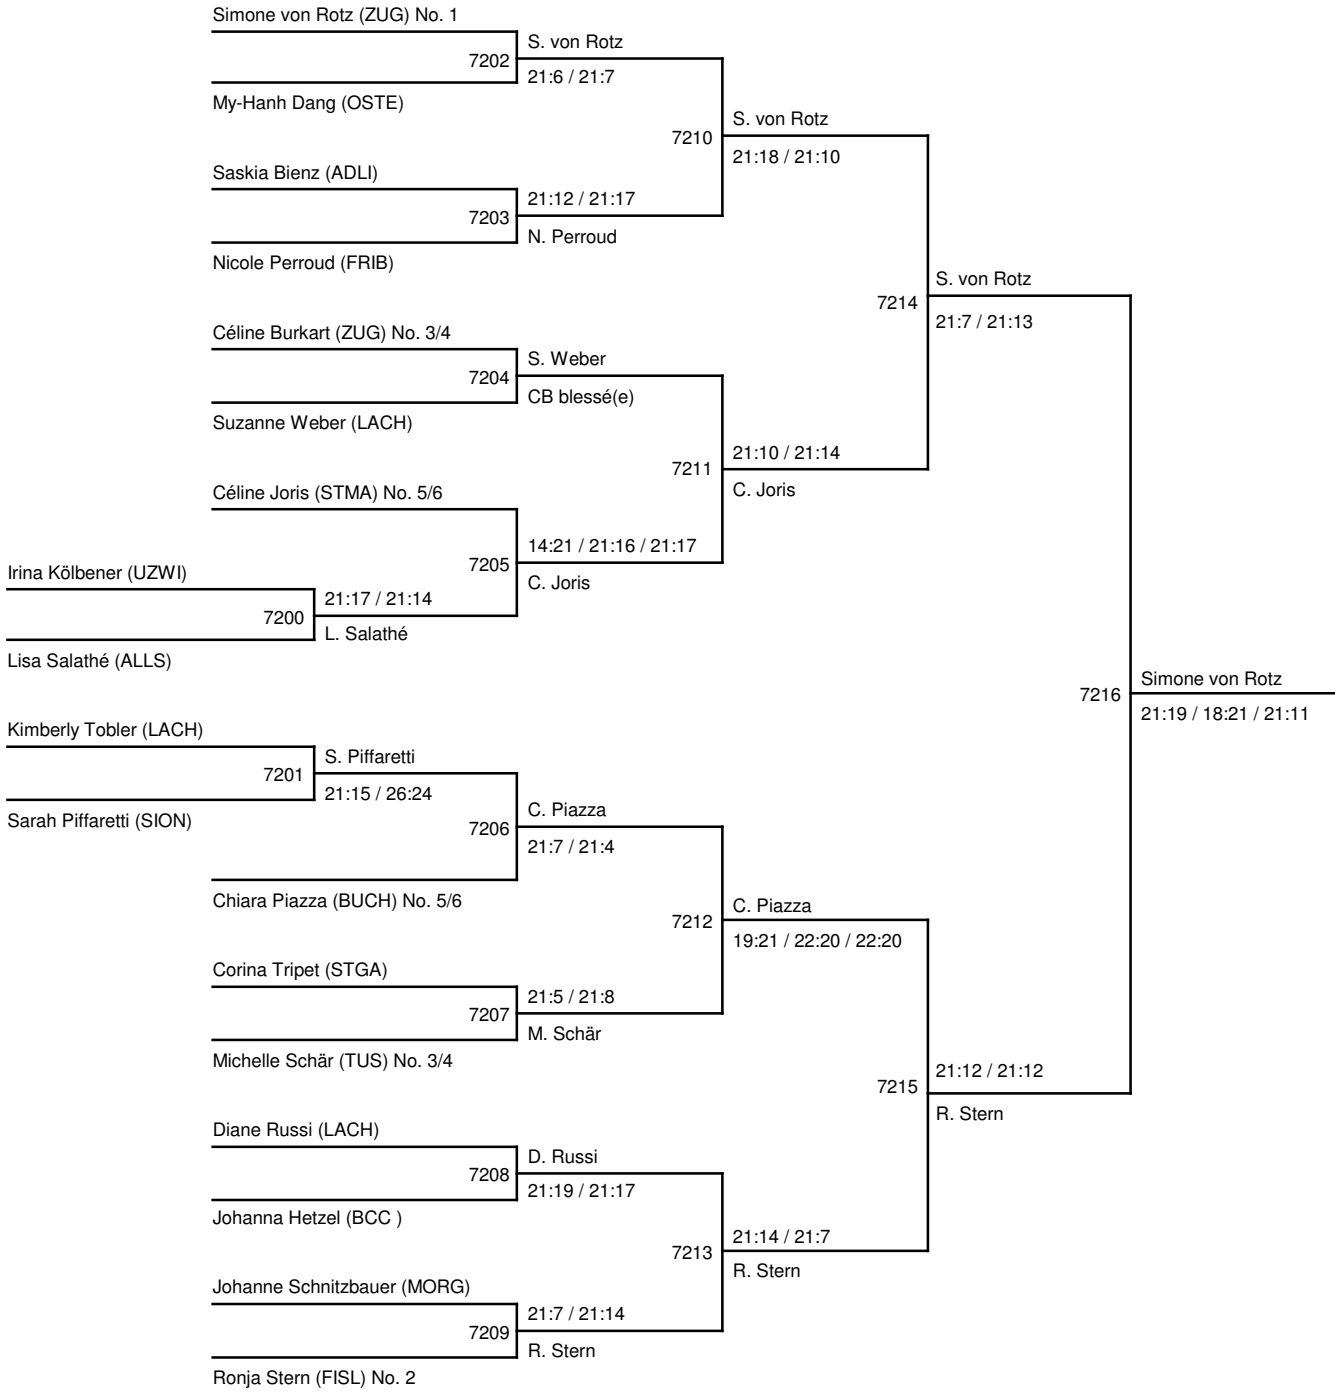 Simone von Rotz (ZUG) No. 1
S. von Rotz
7202
21:6 / 21:7
My-Hanh Dang (OSTE)
S. von Rotz
7210
21:18 / 21:10
Saskia Bienz (ADLI)
21:12 / 21:17
7203
N. Perroud
Nicole Perroud (FRIB)
S. von Rotz
7214
21:7 / 21:13
Céline Burkart (ZUG) No. 3/4
S. Weber
7204
CB blessé(e)
Suzanne Weber (LACH)
21:10 / 21:14
7211
C. Joris
Céline Joris (STMA) No. 5/6
14:21 / 21:16 / 21:17
7205
C. Joris
Irina Kölbener (UZWI)
21:17 / 21:14
7200
L. Salathé
Lisa Salathé (ALLS)
Simone von Rotz
7216
21:19 / 18:21 / 21:11
Kimberly Tobler (LACH)
S. Piffaretti
7201
21:15 / 26:24
Sarah Piffaretti (SION)
C. Piazza
7206
21:7 / 21:4
Chiara Piazza (BUCH) No. 5/6
C. Piazza
7212
19:21 / 22:20 / 22:20
Corina Tripet (STGA)
21:5 / 21:8
7207
M. Schär
Michelle Schär (TUS) No. 3/4
21:12 / 21:12
7215
R. Stern
Diane Russi (LACH)
D. Russi
7208
21:19 / 21:17
Johanna Hetzel (BCC )
21:14 / 21:7
7213
R. Stern
Johanne Schnitzbauer (MORG)
21:7 / 21:14
7209
R. Stern
Ronja Stern (FISL) No. 2